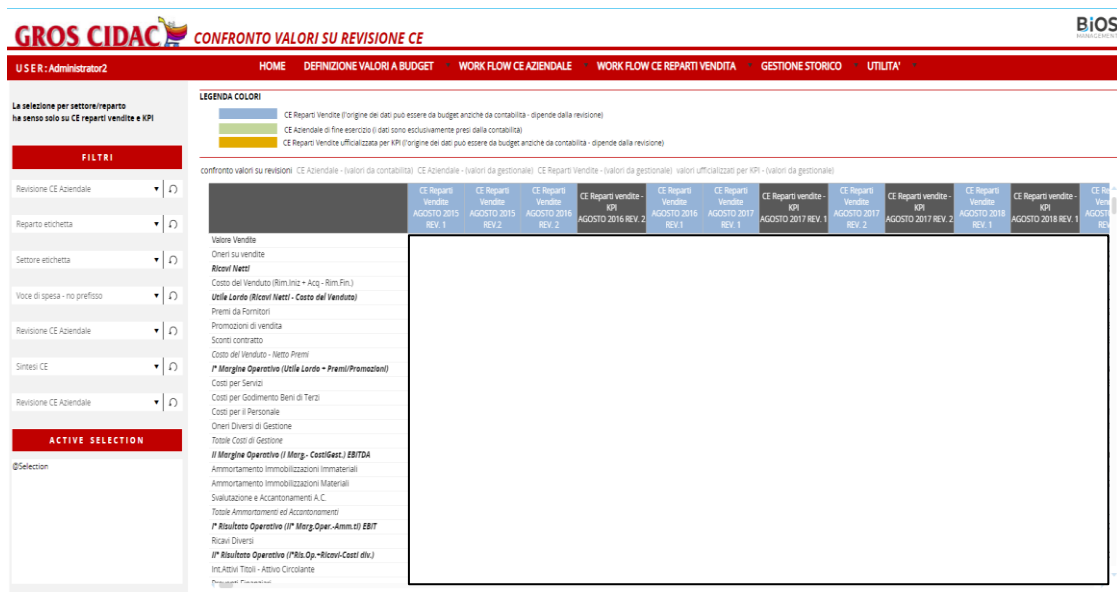 GROS CIDAC
CONFRONTO VALORI SU REVISIONE CE
BiOS
MANAGEMENT
USER: Administrator2
HOME
DEFINIZIONE VALORI A BUDGET
WORK FLOW CE AZIENDALE
WORK FLOW CE REPARTI VENDITA
GESTIONE STORICO
UTILITA'
La selezione per settore/reparto
ha senso solo su CE reparti vendite e KPI
FILTRI
Revisione CE Aziendale
Reparto etichetta
Settore etichetta
Voce di spesa - no prefisso
Revisione CE Aziendale
Sintesi CE
Revisione CE Aziendale
ACTIVE SELECTION
@Selection
LEGENDA COLORI
CE Reparti Vendite (l'origine dei dati può essere da budget anziché da contabilità - dipende dalla revisione)
CE Aziendale di fine esercizio (i dati sono esclusivamente presi dalla contabilità)
CE Reparti Vendite ufficializzata per KPI (l'origine dei dati può essere da budget anziché da contabilità - dipende dalla revisione)
confronto valori su revisioni CE Aziendale - (valori da contabilità) CE Aziendale - (valori da gestionale) CE Reparti Vendite - (valori da gestionale) valori ufficializzati per KPI - (valori da gestionale)
CE Reparti Vendite AGOSTO 2015 REV. 1
CE Reparti Vendite AGOSTO 2015 REV.2
CE Reparti Vendite AGOSTO 2016 REV. 2
CE Reparti vendite - KPI AGOSTO 2016 REV. 2
CE Reparti Vendite AGOSTO 2016 REV.1
CE Reparti Vendite AGOSTO 2017 REV. 1
CE Reparti vendite - KPI AGOSTO 2017 REV. 1
CE Reparti Vendite AGOSTO 2017 REV. 2
CE Reparti vendite - KPI AGOSTO 2017 REV. 2
CE Reparti Vendite AGOSTO 2018 REV. 1
CE Reparti vendite - KPI AGOSTO 2018 REV. 1
Valore Vendite
Oneri su vendite
Ricavi Netti
Costo del Venduto (Rim.Iniz + Acq - Rim.Fin.)
Utile Lordo (Ricavi Netti - Costo del Venduto)
Premi da Fornitori
Promozioni di vendita
Sconti contratto
Costo del Venduto - Netto Premi
I° Margine Operativo (Utile Lordo + Premi/Promozioni)
Costi per Servizi
Costi per Godimento Beni di Terzi
Costi per il Personale
Oneri Diversi di Gestione
Totale Costi di Gestione
II Margine Operativo (I Marg.- CostiGest.) EBITDA
Ammortamento Immobilizzazioni Immateriali
Ammortamento Immobilizzazioni Materiali
Svalutazione e Accantonamenti A.C.
Totale Ammortamenti ed Accantonamenti
I° Risultato Operativo (II° Marg.Oper.-Amm.ti) EBIT
Ricavi Diversi
II° Risultato Operativo (I°Ris.Op.+Ricavi-Costi div.)
Int.Attivi Titoli - Attivo Circolante